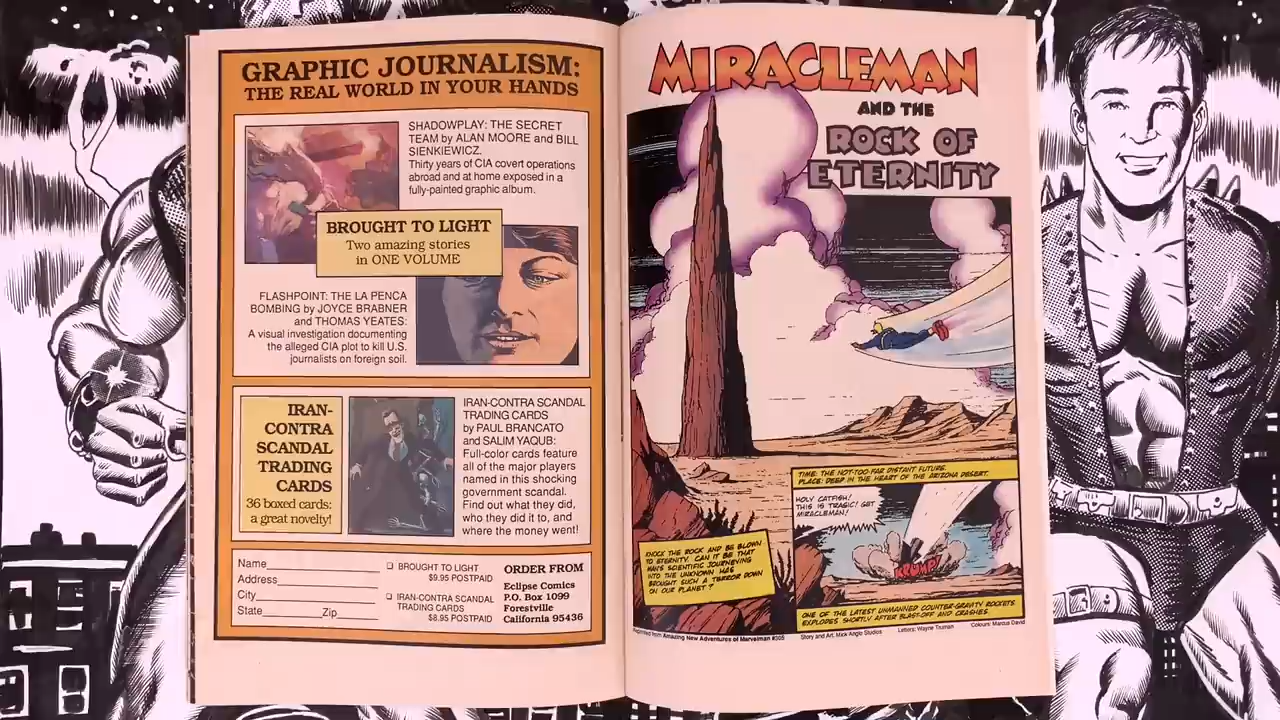 GRAPHIC JOURNALISM:
THE REAL WORLD IN YOUR HANDS
SHADOWPLAY: THE SECRET
TEAM by ALAN MOORE and BILL
SIENKIEWICZ.
Thirty years of CIA covert operations
abroad and at home exposed in a
fully-painted graphic album.
BROUGHT TO LIGHT
Two amazing stories
in ONE VOLUME
FLASHPOINT: THE LA PENCA
BOMBING by JOYCE BRABNER
and THOMAS YEATES:
A visual investigation documenting
the alleged CIA plot to kill U.S.
journalists on foreign soil.
IRAN-
CONTRA
SCANDAL
TRADING
CARDS
36 boxed cards:
a great novelty!
IRAN-CONTRA SCANDAL
TRADING CARDS
by PAUL BRANCATO
and SALIM YAQUB:
Full-color cards feature
all of the major players
named in this shocking
government scandal.
Find out what they did,
who they did it to, and
where the money went!
Name
Address
City
State Zip
BROUGHT TO LIGHT
$9.95 POSTPAID
IRAN-CONTRA SCANDAL
TRADING CARDS
$8.95 POSTPAID
ORDER FROM
Eclipse Comics
P.O. Box 1099
Forestville
California 95436
MIRACLEMAN
AND THE
ROCK OF
ETERNITY
TIME: THE NOT-TOO-FAR DISTANT FUTURE.
PLACE: DEEP IN THE HEART OF THE ARIZONA DESERT.
HOLY CATFISH!
THIS IS TRAGIC! GET
MIRACLEMAN!
KRUMP!
KNOCK THE ROCK AND BE BLOWN
TO ETERNITY. CAN IT BE THAT
MAN'S SCIENTIFIC JOURNEYING
INTO THE UNKNOWN HAS
BROUGHT SUCH A TERROR DOWN
ON OUR PLANET?
ONE OF THE LATEST UNMANNED COUNTER-GRAVITY ROCKETS
EXPLODES SHORTLY AFTER BLAST-OFF AND CRASHES.
Reprinted from Amazing New Adventures of Marvelman #305 Story and Art: Mick Anglo Studios Letters: Wayne Truman Colours: Marcus David